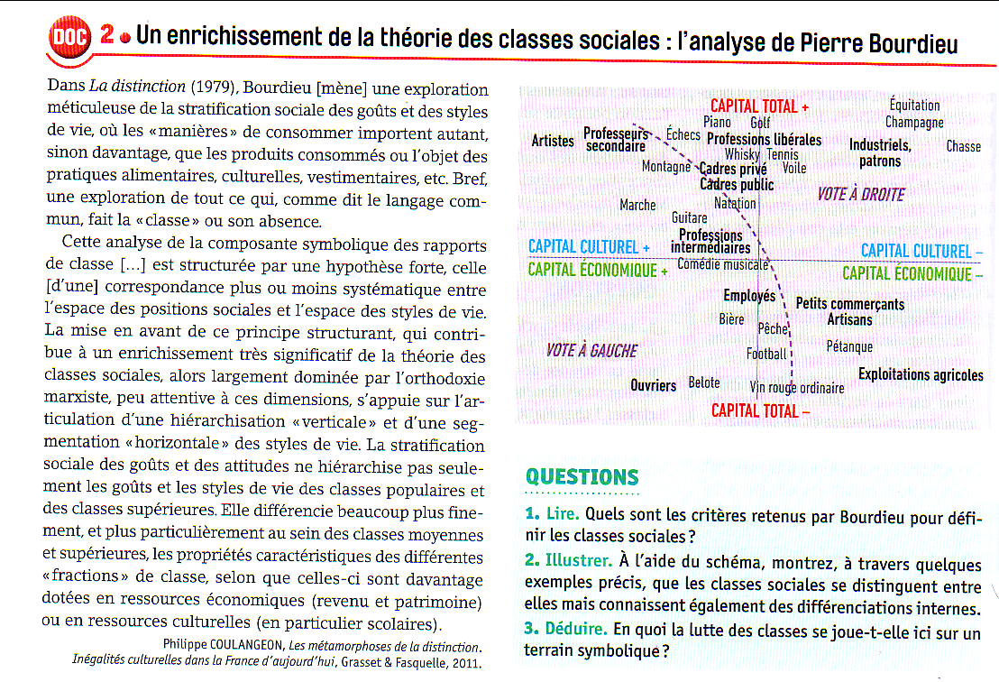 DOC 2 • Un enrichissement de la théorie des classes sociales : l'analyse de Pierre Bourdieu
Dans La distinction (1979), Bourdieu [mène] une exploration
méticuleuse de la stratification sociale des goûts et des styles
de vie, où les « manières » de consommer importent autant,
sinon davantage, que les produits consommés ou l'objet des
pratiques alimentaires, culturelles, vestimentaires, etc. Bref,
une exploration de tout ce qui, comme dit le langage com-
mun, fait la « classe » ou son absence.
Cette analyse de la composante symbolique des rapports
de classe [...] est structurée par une hypothèse forte, celle
[d'une] correspondance plus ou moins systématique entre
l'espace des positions sociales et l'espace des styles de vie.
La mise en avant de ce principe structurant, qui contri-
bue à un enrichissement très significatif de la théorie des
classes sociales, alors largement dominée par l'orthodoxie
marxiste, peu attentive à ces dimensions, s'appuie sur l'ar-
ticulation d'une hiérarchisation « verticale » et d'une seg-
mentation « horizontale » des styles de vie. La stratification
sociale des goûts et des attitudes ne hiérarchise pas seule-
ment les goûts et les styles de vie des classes populaires et
des classes supérieures. Elle différencie beaucoup plus fine-
ment, et plus particulièrement au sein des classes moyennes
et supérieures, les propriétés caractéristiques des différentes
« fractions » de classe, selon que celles-ci sont davantage
dotées en ressources économiques (revenu et patrimoine)
ou en ressources culturelles (en particulier scolaires).
Philippe COULANGEON, Les métamorphoses de la distinction.
Inégalités culturelles dans la France d'aujourd'hui, Grasset & Fasquelle, 2011.
CAPITAL TOTAL +
Équitation
Piano Golf
Champagne
Artistes
Professeurs
secondaire
Échecs
Professions libérales
Industriels,
patrons
Chasse
Whisky Tennis
Montagne
Cadres privé
Voile
Cadres public
VOTE À DROITE
Marche
Natation
Guitare
Professions
intermédiaires
CAPITAL CULTUREL +
CAPITAL CULTUREL –
CAPITAL ÉCONOMIQUE +
Comédie musicale
CAPITAL ÉCONOMIQUE –
Employés
Petits commerçants
Artisans
Bière
Pêche
VOTE À GAUCHE
Football
Pétanque
Exploitations agricoles
Ouvriers
Belote
Vin rouge ordinaire
CAPITAL TOTAL –
QUESTIONS
1. Lire. Quels sont les critères retenus par Bourdieu pour défi-
nir les classes sociales ?
2. Illustrer. À l'aide du schéma, montrez, à travers quelques
exemples précis, que les classes sociales se distinguent entre
elles mais connaissent également des différenciations internes.
3. Déduire. En quoi la lutte des classes se joue-t-elle ici sur un
terrain symbolique ?